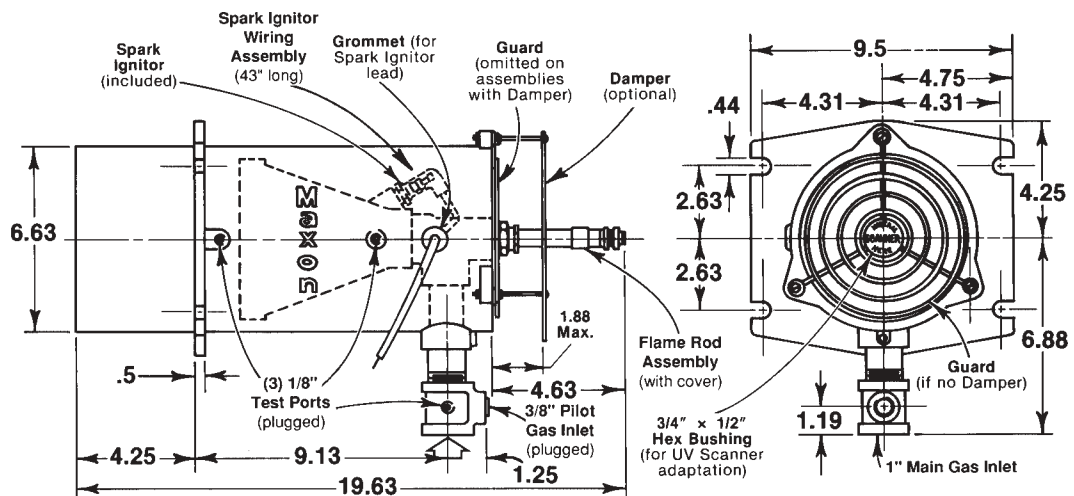 Spark Ignitor
Wiring
Assembly
(43" long)
Spark
Ignitor
(included)
Grommet (for
Spark Ignitor
lead)
Guard
(omitted on
assemblies
with Damper)
Damper
(optional)
9.5
4.75
.44
4.31
4.31
6.63
Maxon
2.63
2.63
4.25
6.88
SCANNER
1.88
Max.
Flame Rod
Assembly
(with cover)
Guard
(if no Damper)
.5
(3) 1/8"
Test Ports
(plugged)
4.63
3/8" Pilot
Gas Inlet
(plugged)
3/4" × 1/2"
Hex Bushing
(for UV Scanner
adaptation)
1.19
4.25
9.13
1.25
1" Main Gas Inlet
19.63